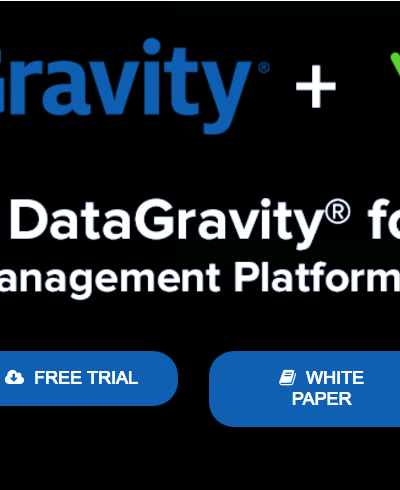 Gravity® +
DataGravity® fo
anagement Platform
FREE TRIAL
WHITE
PAPER